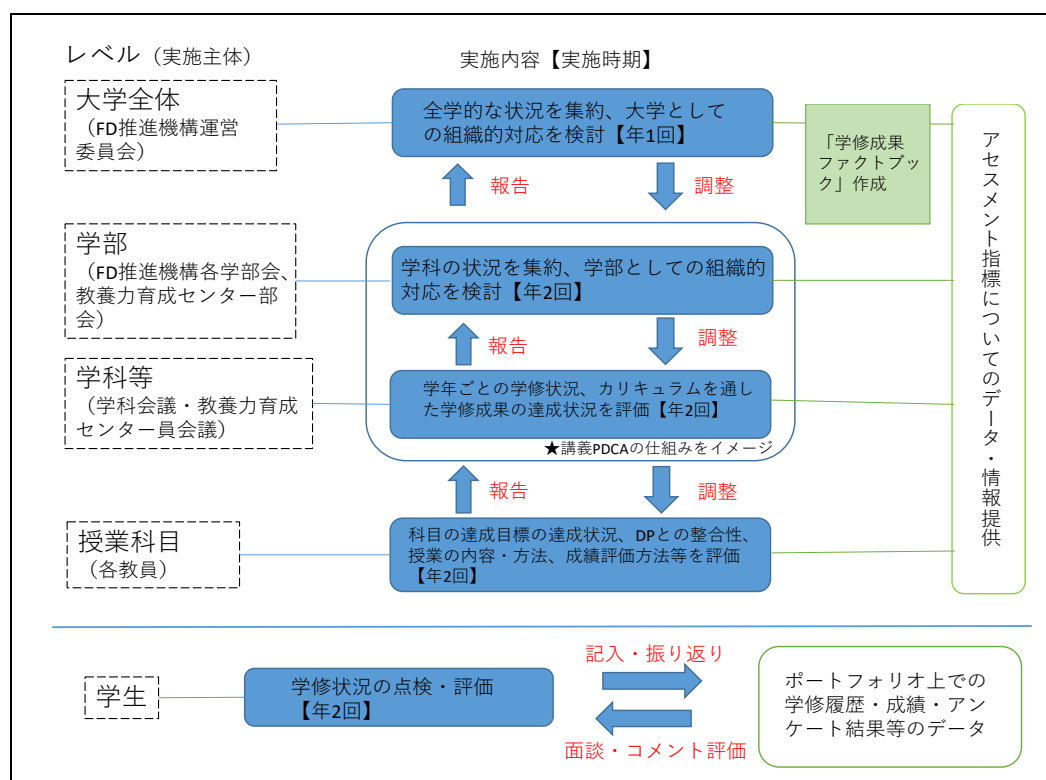 レベル（実施主体）
実施内容【実施時期】
大学全体
（FD推進機構運営
委員会）
全学的な状況を集約、大学として
の組織的対応を検討【年1回】
「学修成果
ファクトブッ
ク」作成
アセスメント指標についてのデータ・情報提供
報告
調整
学部
（FD推進機構各学部会、
教養力育成センター部
会）
学科の状況を集約、学部としての組織的
対応を検討【年2回】
報告
調整
学科等
（学科会議・教養力育成
センター員会議）
学年ごとの学修状況、カリキュラムを通し
た学修成果の達成状況を評価【年2回】
★講義PDCAの仕組みをイメージ
報告
調整
授業科目
（各教員）
科目の達成目標の達成状況、DPとの整合性、
授業の内容・方法、成績評価方法等を評価
【年2回】
学生
学修状況の点検・評価
【年2回】
記入・振り返り
面談・コメント評価
ポートフォリオ上での
学修履歴・成績・アン
ケート結果等のデータ